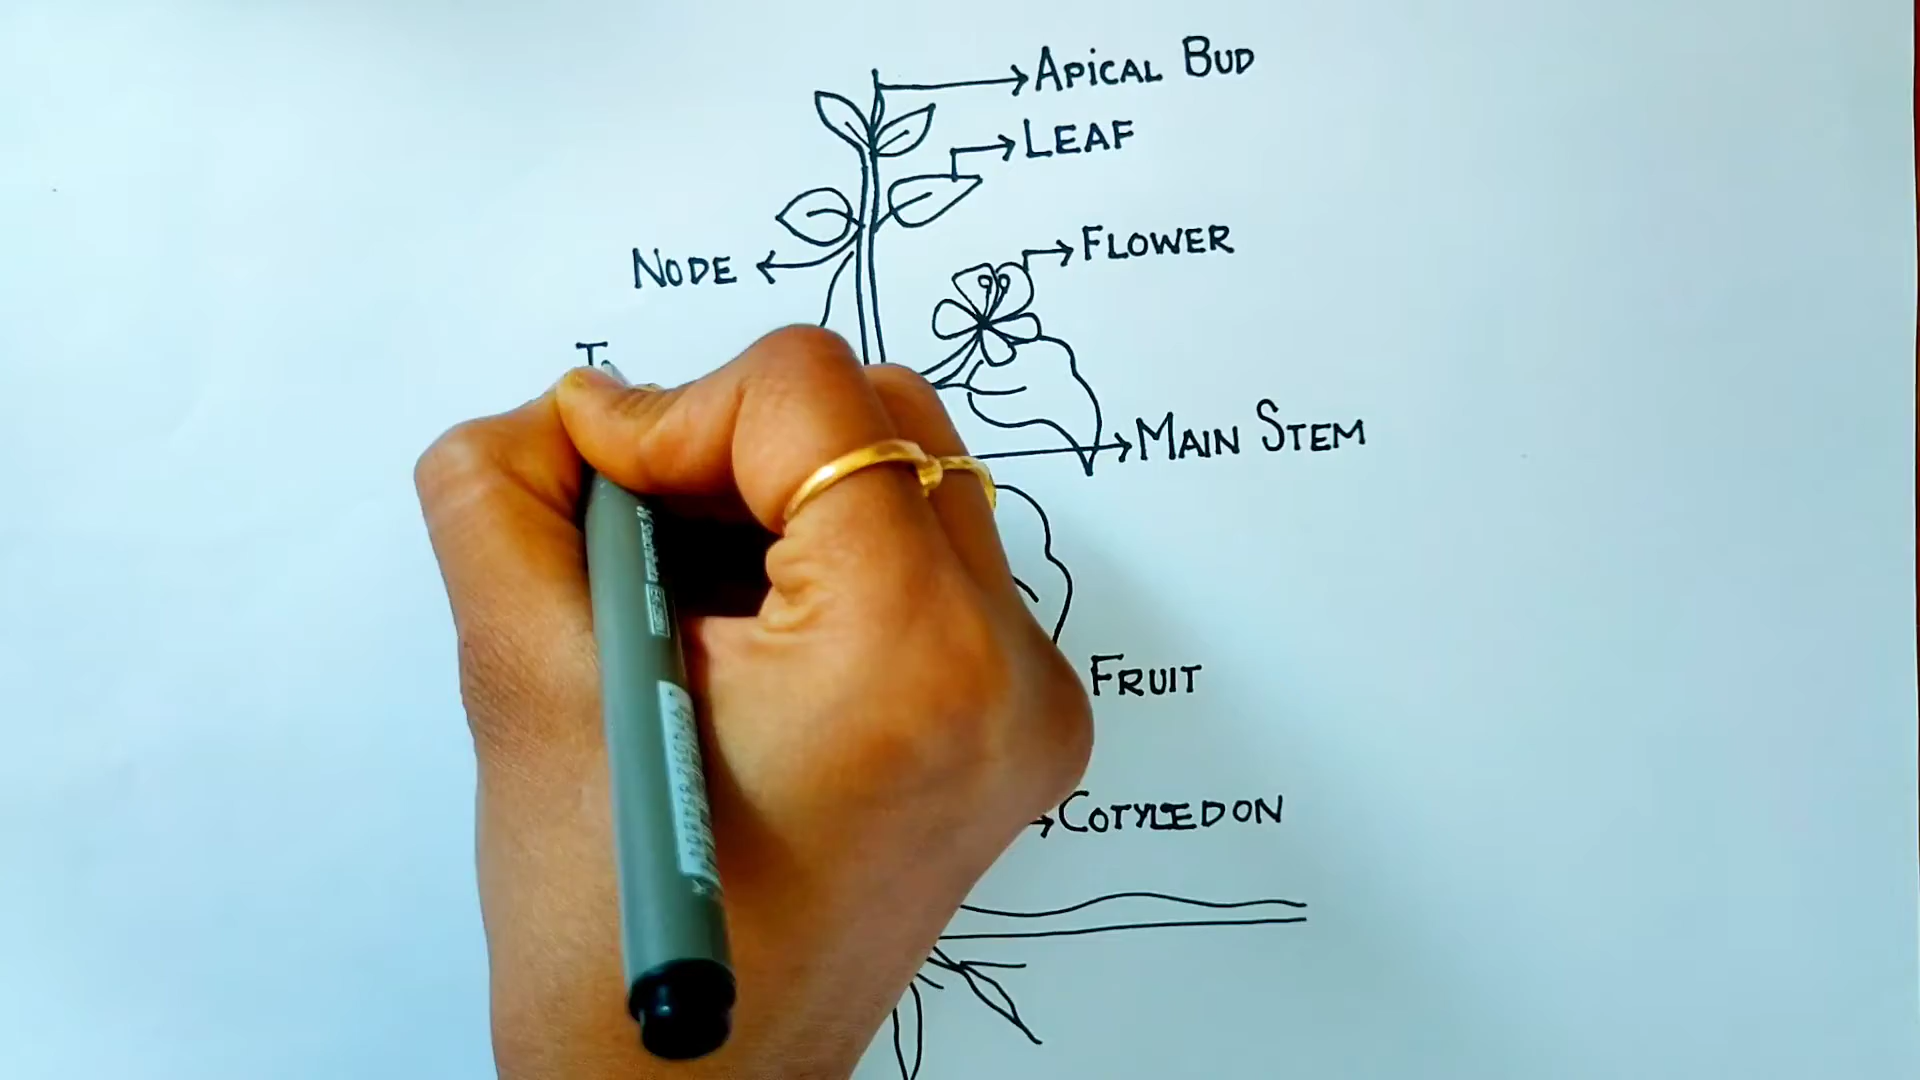 APICAL BUD
LEAF
FLOWER
NODE
MAIN STEM
FRUIT
COTYLEDON